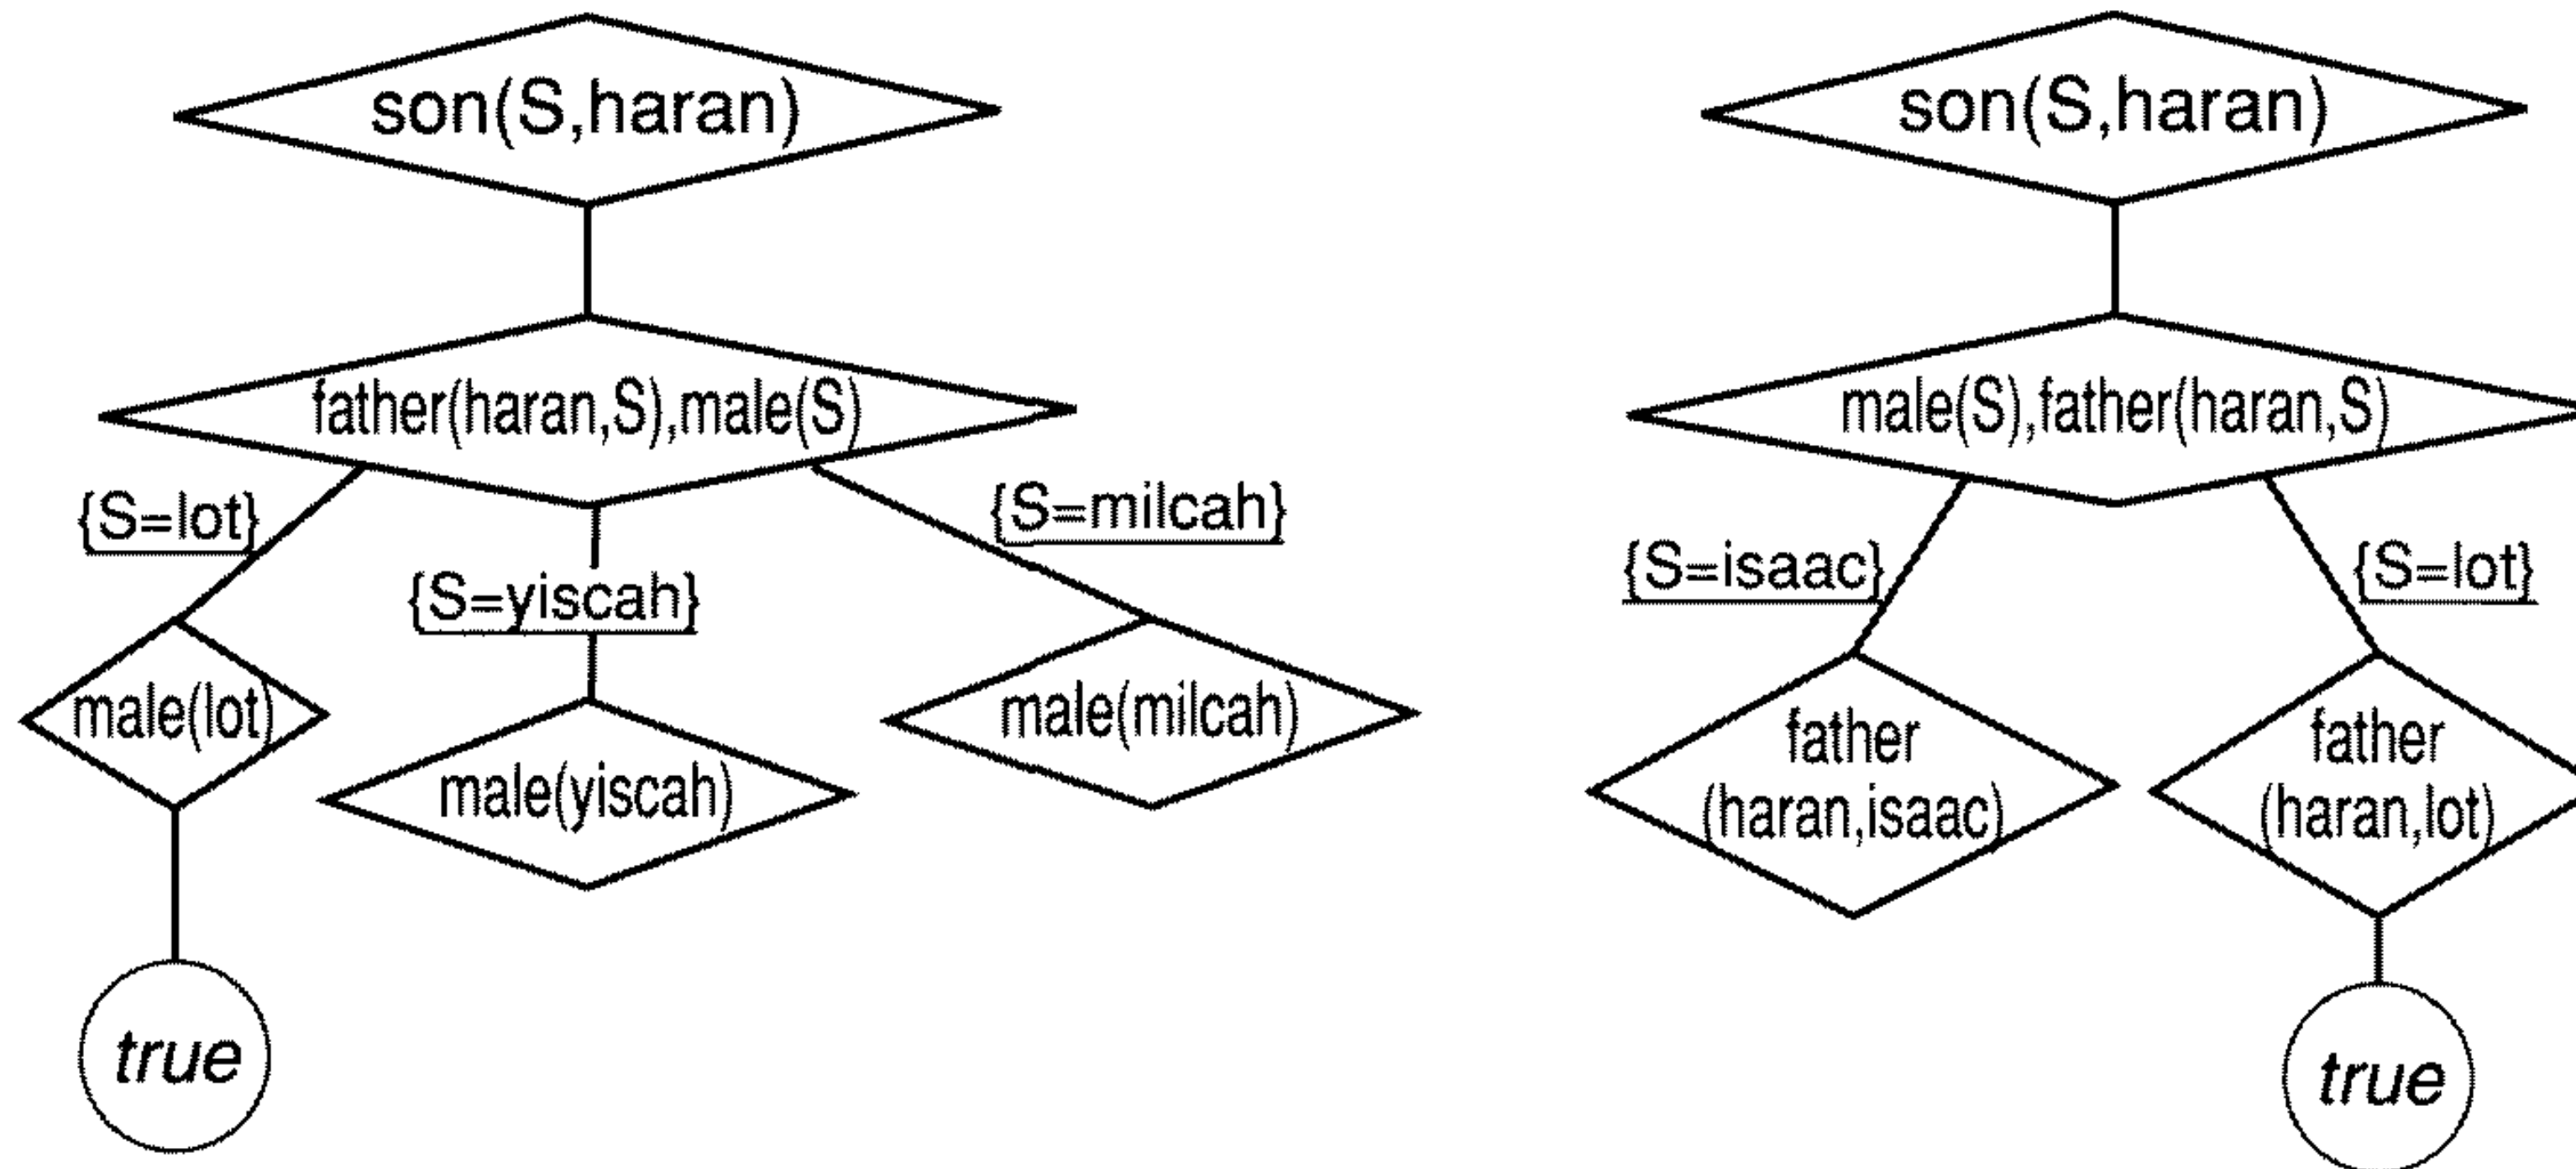 son(S,haran)
father(haran,S),male(S)
{S=lot}
{S=yiscah}
{S=milcah}
male(lot)
male(yiscah)
male(milcah)
true
son(S,haran)
male(S),father(haran,S)
{S=isaac}
{S=lot}
father
(haran,isaac)
father
(haran,lot)
true